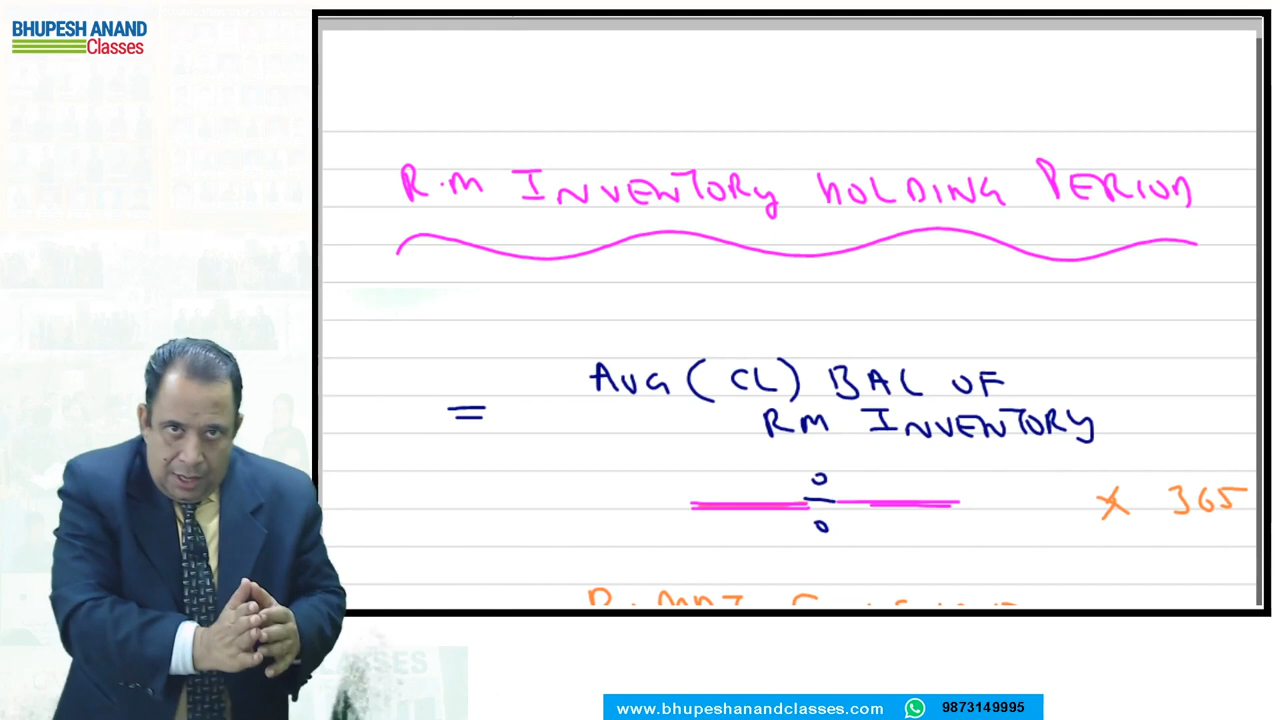 BHUPESH ANAND
Classes
R.M INVENTORY HOLDING PERIOD
= AVG (CL) BAL OF
RM INVENTORY
÷ × 365
www.bhupeshanandclasses.com 9873149995